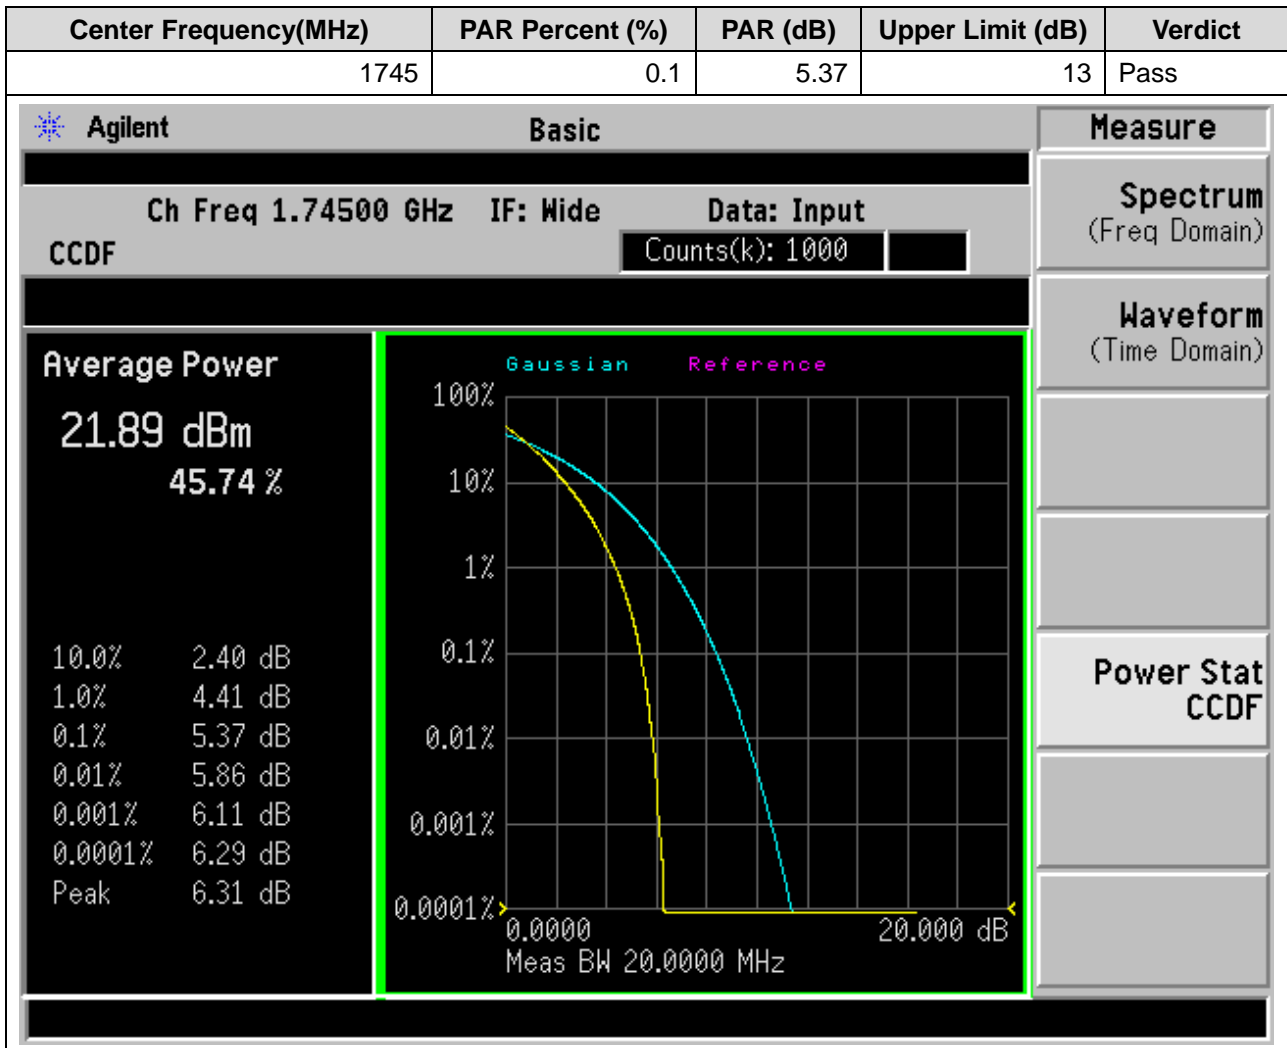 Center Frequency(MHz) PAR Percent (%) PAR (dB) Upper Limit (dB) Verdict
1745 0.1 5.37 13 Pass
Agilent Basic Measure
Ch Freq 1.74500 GHz IF: Wide Data: Input
CCDF Counts(k): 1000
Average Power
21.89 dBm
45.74 %
10.0% 2.40 dB
1.0% 4.41 dB
0.1% 5.37 dB
0.01% 5.86 dB
0.001% 6.11 dB
0.0001% 6.29 dB
Peak 6.31 dB
Gaussian Reference
100%
10%
1%
0.1%
0.01%
0.001%
0.0001%
0.0000 20.000 dB
Meas BW 20.0000 MHz
Spectrum
(Freq Domain)
Waveform
(Time Domain)
Power Stat
CCDF